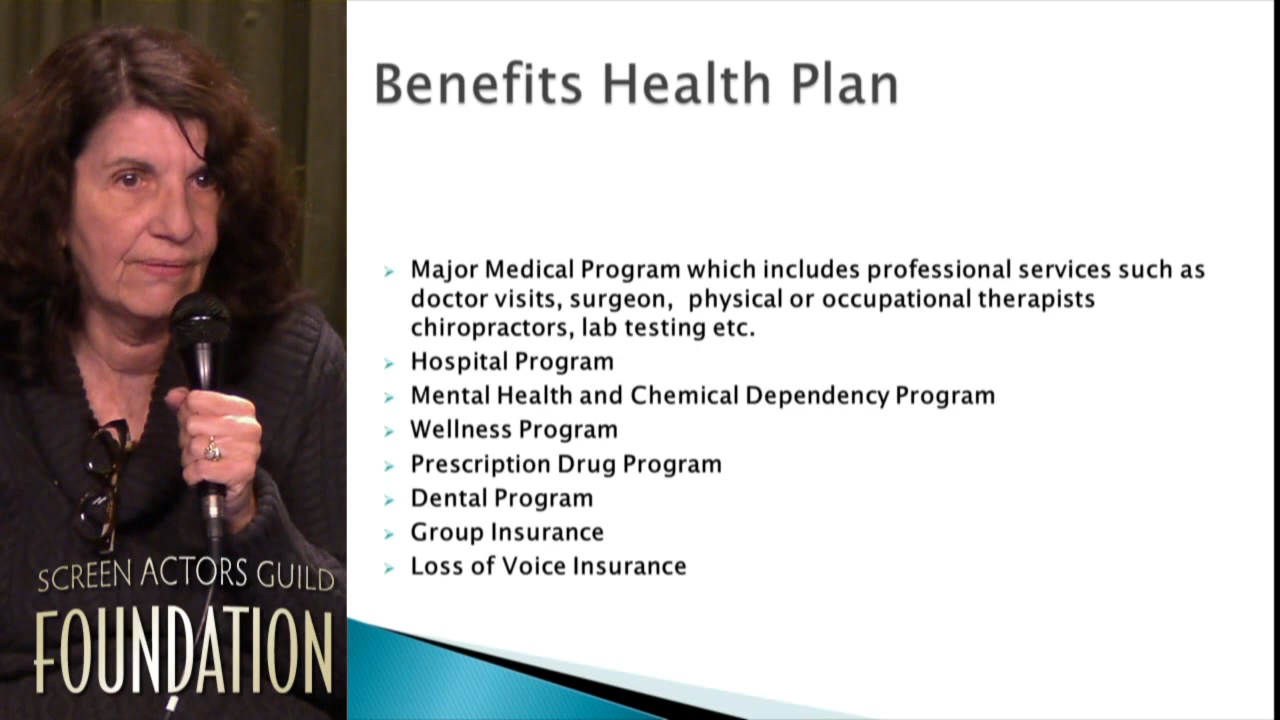 Benefits Health Plan
Major Medical Program which includes professional services such as
doctor visits, surgeon,  physical or occupational therapists
chiropractors, lab testing etc.
Hospital Program
Mental Health and Chemical Dependency Program
Wellness Program
Prescription Drug Program
Dental Program
Group Insurance
Loss of Voice Insurance
SCREEN ACTORS GUILD
FOUNDATION